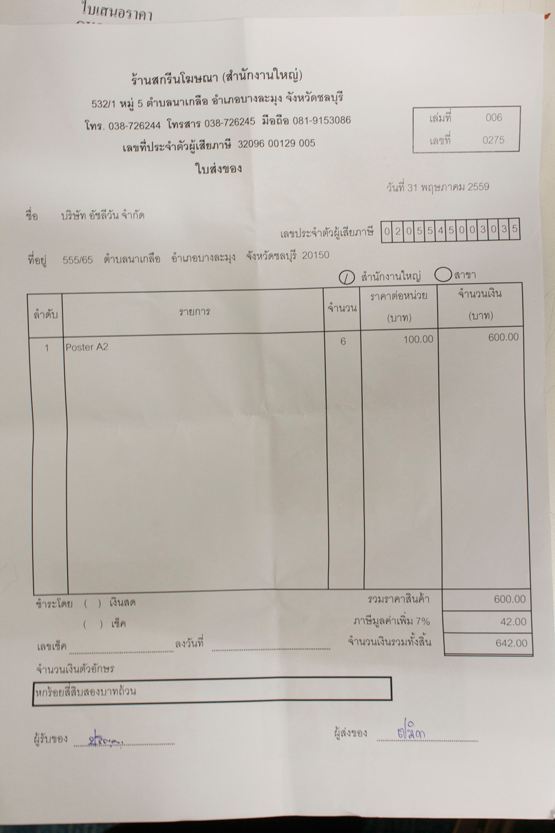 ใบเสนอราคา
ร้านสกรีนโฆษณา (สำนักงานใหญ่)
532/1 หมู่ 5 ตำบลนาเกลือ อำเภอบางละมุง จังหวัดชลบุรี
โทร. 038-726244 โทรสาร 038-726245 มือถือ 081-9153086
เลขที่ประจำตัวผู้เสียภาษี 32096 00129 005
ใบส่งของ
เล่มที่ 006
เลขที่ 0275
วันที่ 31 พฤษภาคม 2559
ชื่อ บริษัท อัชลีวัน จำกัด
เลขประจำตัวผู้เสียภาษี 0205545003035
ที่อยู่ 555/65 ตำบลนาเกลือ อำเภอบางละมุง จังหวัดชลบุรี 20150
สำนักงานใหญ่ สาขา
ลำดับ รายการ จำนวน ราคาต่อหน่วย (บาท) จำนวนเงิน (บาท)
1 Poster A2 6 100.00 600.00
ชำระโดย ( ) เงินสด รวมราคาสินค้า 600.00
( ) เช็ค ภาษีมูลค่าเพิ่ม 7% 42.00
เลขเช็ค ลงวันที่ จำนวนเงินรวมทั้งสิ้น 642.00
จำนวนเงินตัวอักษร
หกร้อยสี่สิบสองบาทถ้วน
ผู้รับของ ผู้ส่งของ